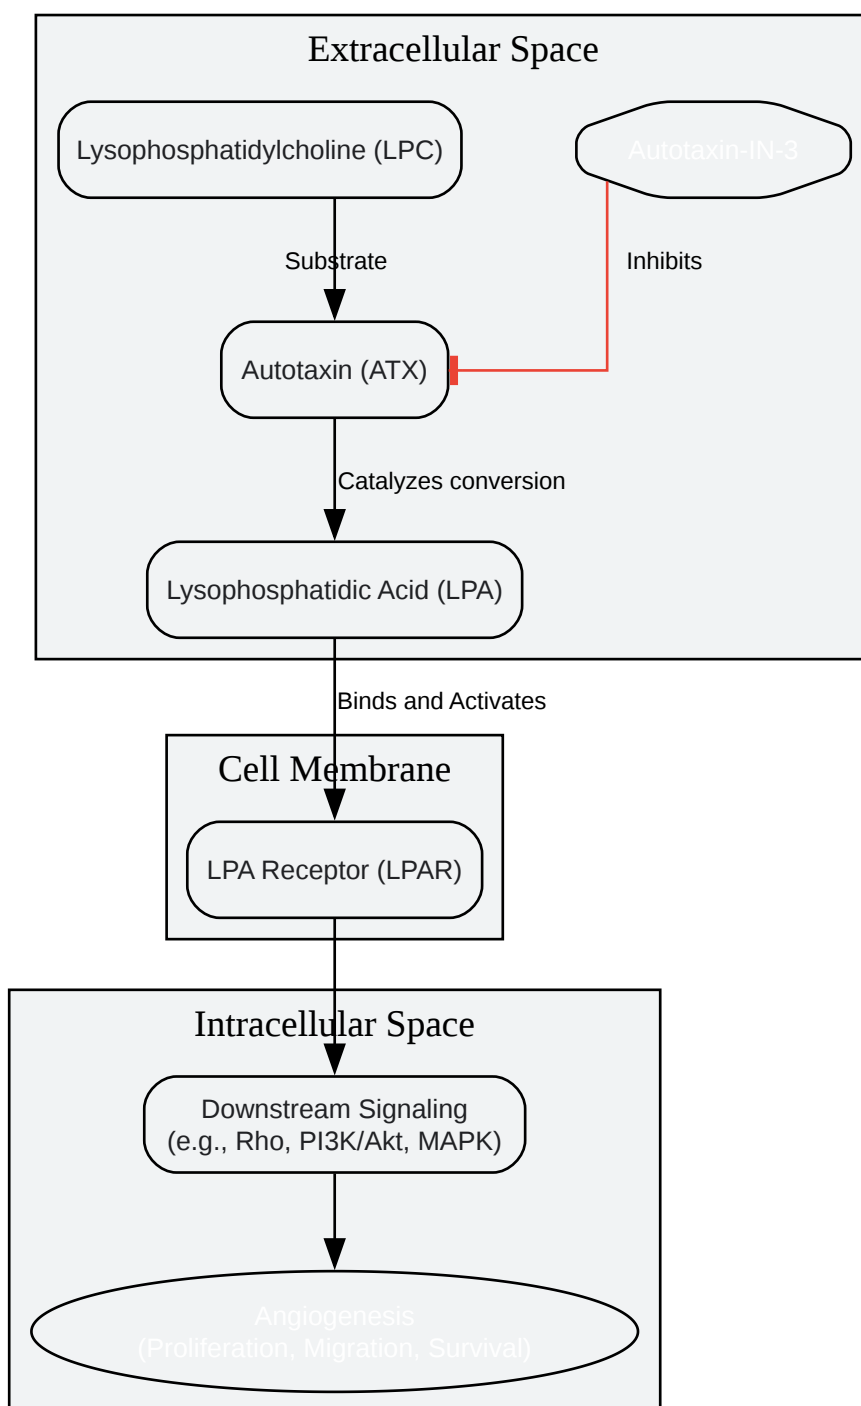 Extracellular Space
Lysophosphatidylcholine (LPC)
Autotaxin-IN-3
Substrate
Inhibits
Autotaxin (ATX)
Catalyzes conversion
Lysophosphatidic Acid (LPA)
Binds and Activates
Cell Membrane
LPA Receptor (LPAR)
Intracellular Space
Downstream Signaling
(e.g., Rho, PI3K/Akt, MAPK)
Angiogenesis
(Proliferation, Migration, Survival)